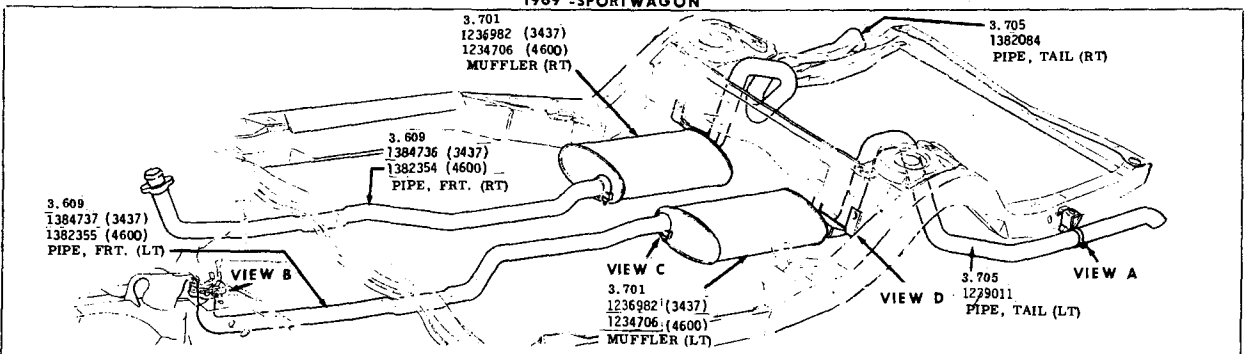 1969 - SPORTWAGON
3.701
1236982 (3437)
1234706 (4600)
MUFFLER (RT)
3.705
1382084
PIPE, TAIL (RT)
3.609
1384736 (3437)
1382354 (4600)
PIPE, FRT. (RT)
3.609
1384737 (3437)
1382355 (4600)
PIPE, FRT. (LT)
VIEW B
VIEW C
3.701
1236982 (3437)
1234706 (4600)
MUFFLER (LT)
VIEW D
3.705
1239011
PIPE, TAIL (LT)
VIEW A